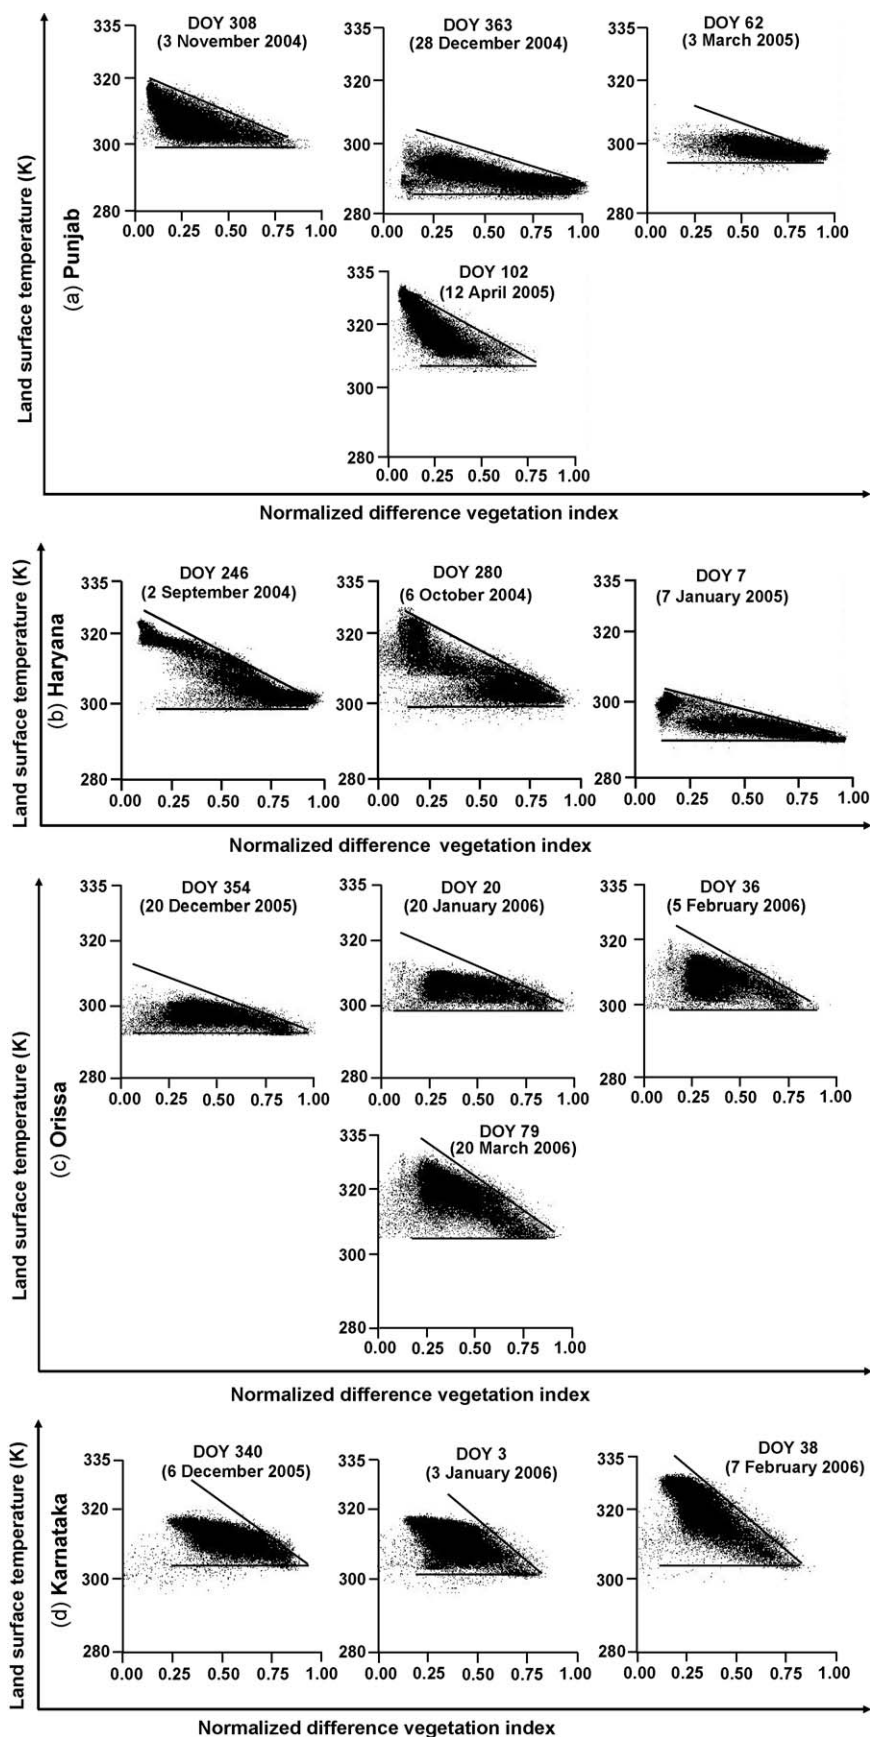 DOY 308
(3 November 2004)
335
320
300
280
0.00 0.25 0.50 0.75 1.00
DOY 363
(28 December 2004)
335
320
300
280
0.00 0.25 0.50 0.75 1.00
DOY 62
(3 March 2005)
335
320
300
280
0.00 0.25 0.50 0.75 1.00
DOY 102
(12 April 2005)
335
320
300
280
0.00 0.25 0.50 0.75 1.00
Land surface temperature (K)
(a) Punjab
Normalized difference vegetation index
DOY 246
(2 September 2004)
335
320
300
280
0.00 0.25 0.50 0.75 1.00
DOY 280
(6 October 2004)
335
320
300
280
0.00 0.25 0.50 0.75 1.00
DOY 7
(7 January 2005)
335
320
300
280
0.00 0.25 0.50 0.75 1.00
Land surface temperature (K)
(b) Haryana
Normalized difference vegetation index
DOY 354
(20 December 2005)
335
320
300
280
0.00 0.25 0.50 0.75 1.00
DOY 20
(20 January 2006)
335
320
300
280
0.00 0.25 0.50 0.75 1.00
DOY 36
(5 February 2006)
335
320
300
280
0.00 0.25 0.50 0.75 1.00
DOY 79
(20 March 2006)
335
320
300
280
0.00 0.25 0.50 0.75 1.00
Land surface temperature (K)
(c) Orissa
Normalized difference vegetation index
DOY 340
(6 December 2005)
335
320
300
280
0.00 0.25 0.50 0.75 1.00
DOY 3
(3 January 2006)
335
320
300
280
0.00 0.25 0.50 0.75 1.00
DOY 38
(7 February 2006)
335
320
300
280
0.00 0.25 0.50 0.75 1.00
Land surface temperature (K)
(d) Karnataka
Normalized difference vegetation index